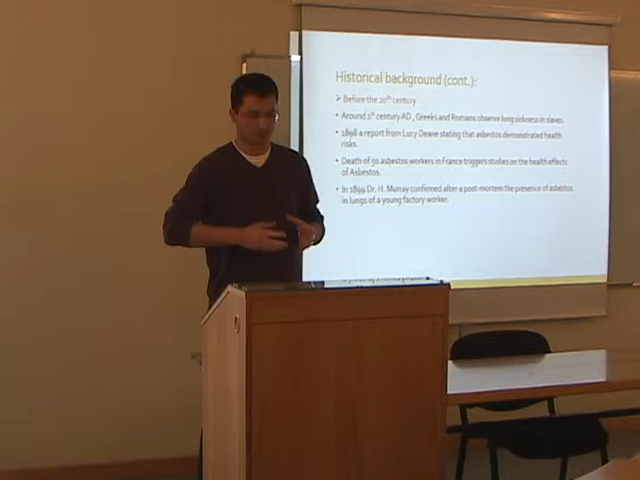 Historical background (cont.):
➤ Before the 20th century
• Around 1st century AD , Greeks and Romans observe lung sickness in slaves.
• 1898 a report from Lucy Deane stating that asbestos demonstrated health
risks.
• Death of 50 asbestos workers in France triggers studies on the health effects
of Asbestos.
• In 1899 Dr. H. Murray confirmed after a post-mortem the presence of asbestos
in lungs of a young factory worker.